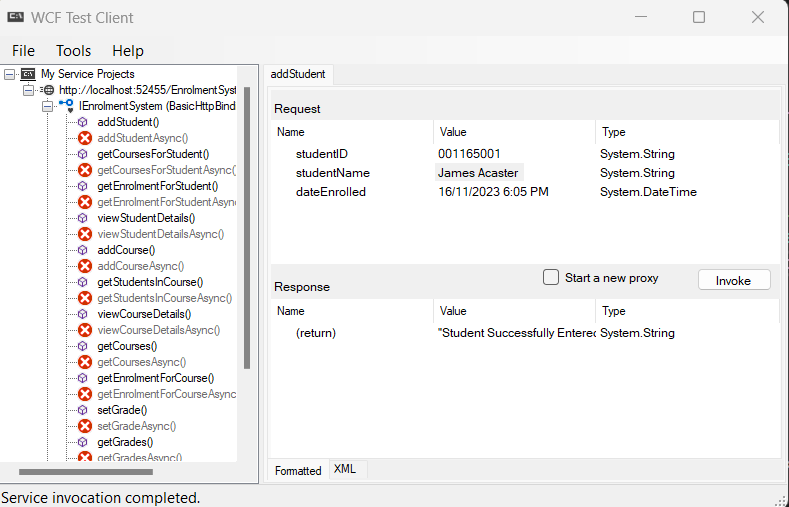 WCF Test Client
File Tools Help
My Service Projects
http://localhost:52455/EnrolmentSyst
IEnrolmentSystem (BasicHttpBind
addStudent()
addStudentAsync()
getCoursesForStudent()
getCoursesForStudentAsync(
getEnrolmentForStudent()
getEnrolmentForStudentAsyn
viewStudentDetails()
viewStudentDetailsAsync()
addCourse()
addCourseAsync()
getStudentsInCourse()
getStudentsInCourseAsync()
viewCourseDetails()
viewCourseDetailsAsync()
getCourses()
getCoursesAsync()
getEnrolmentForCourse()
getEnrolmentForCourseAsync
setGrade()
setGradeAsync()
getGrades()
getGradesAsync()
addStudent
Request
Name Value Type
studentID 001165001 System.String
studentName James Acaster System.String
dateEnrolled 16/11/2023 6:05 PM System.DateTime
Response Start a new proxy Invoke
Name Value Type
(return) "Student Successfully Entered System.String
Formatted XML
Service invocation completed.